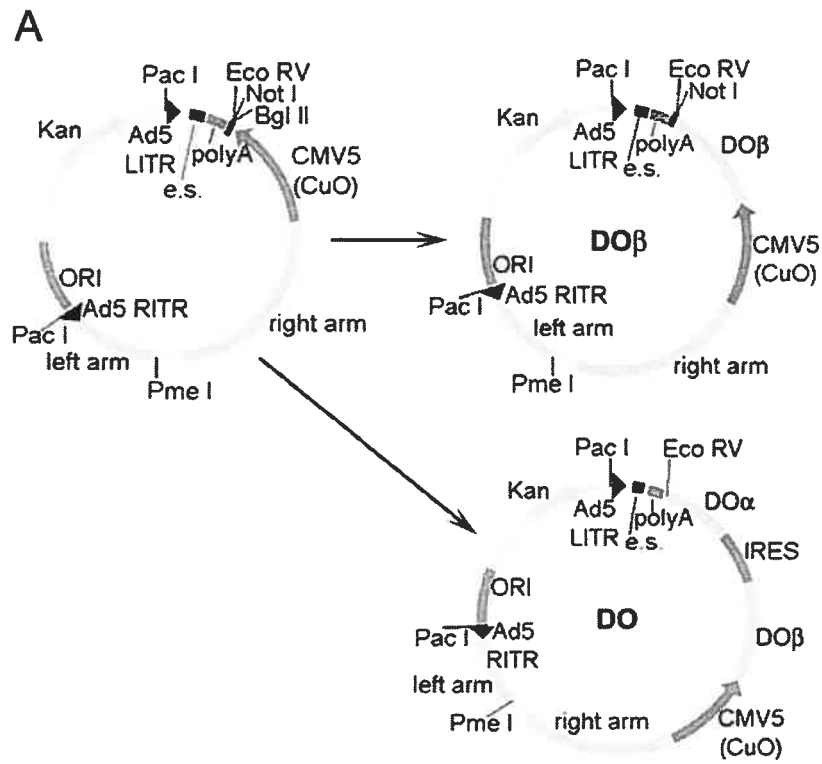 A
Pac I
Eco RV
Not I
Bgl II
Kan
Ad5
LITR
polyA
e.s.
CMV5
(CuO)
ORI
Ad5 RITR
Pac I
left arm
right arm
Pme I
Pac I
Eco RV
Not I
Kan
Ad5
LITR
polyA
e.s.
DOβ
DOβ
CMV5
(CuO)
ORI
Pac I
Ad5 RITR
left arm
right arm
Pme I
Pac I
Eco RV
Kan
Ad5
LITR
polyA
e.s.
DOα
IRES
ORI
DO
DOβ
Pac I
Ad5
RITR
left arm
Pme I
right arm
CMV5
(CuO)